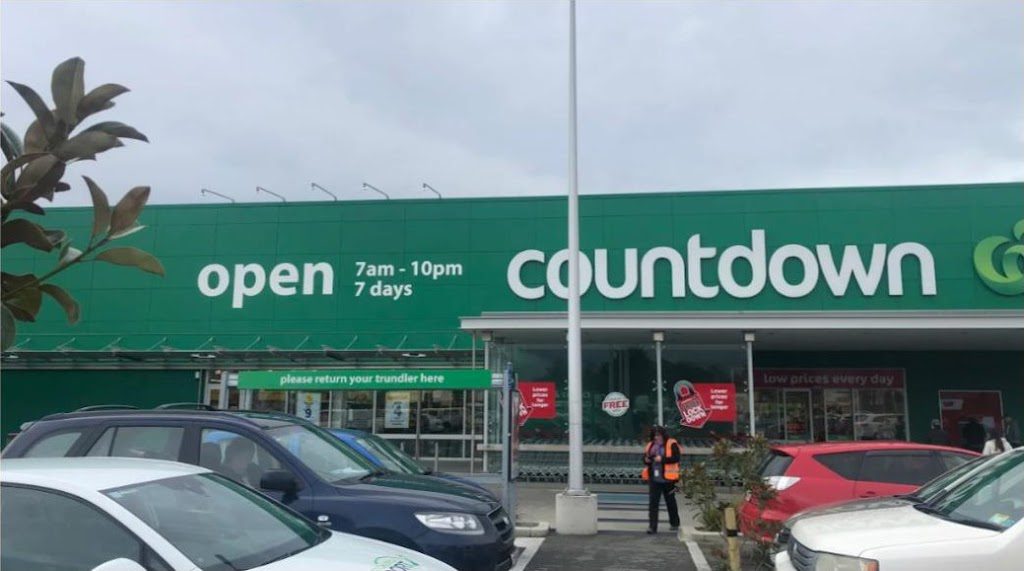 open
7am - 10pm
7 days
countdown
please return your trundler here
Lower
prices
for
longer
FREE
LOCK
DOWN
Lower
prices
for
longer
low prices every day